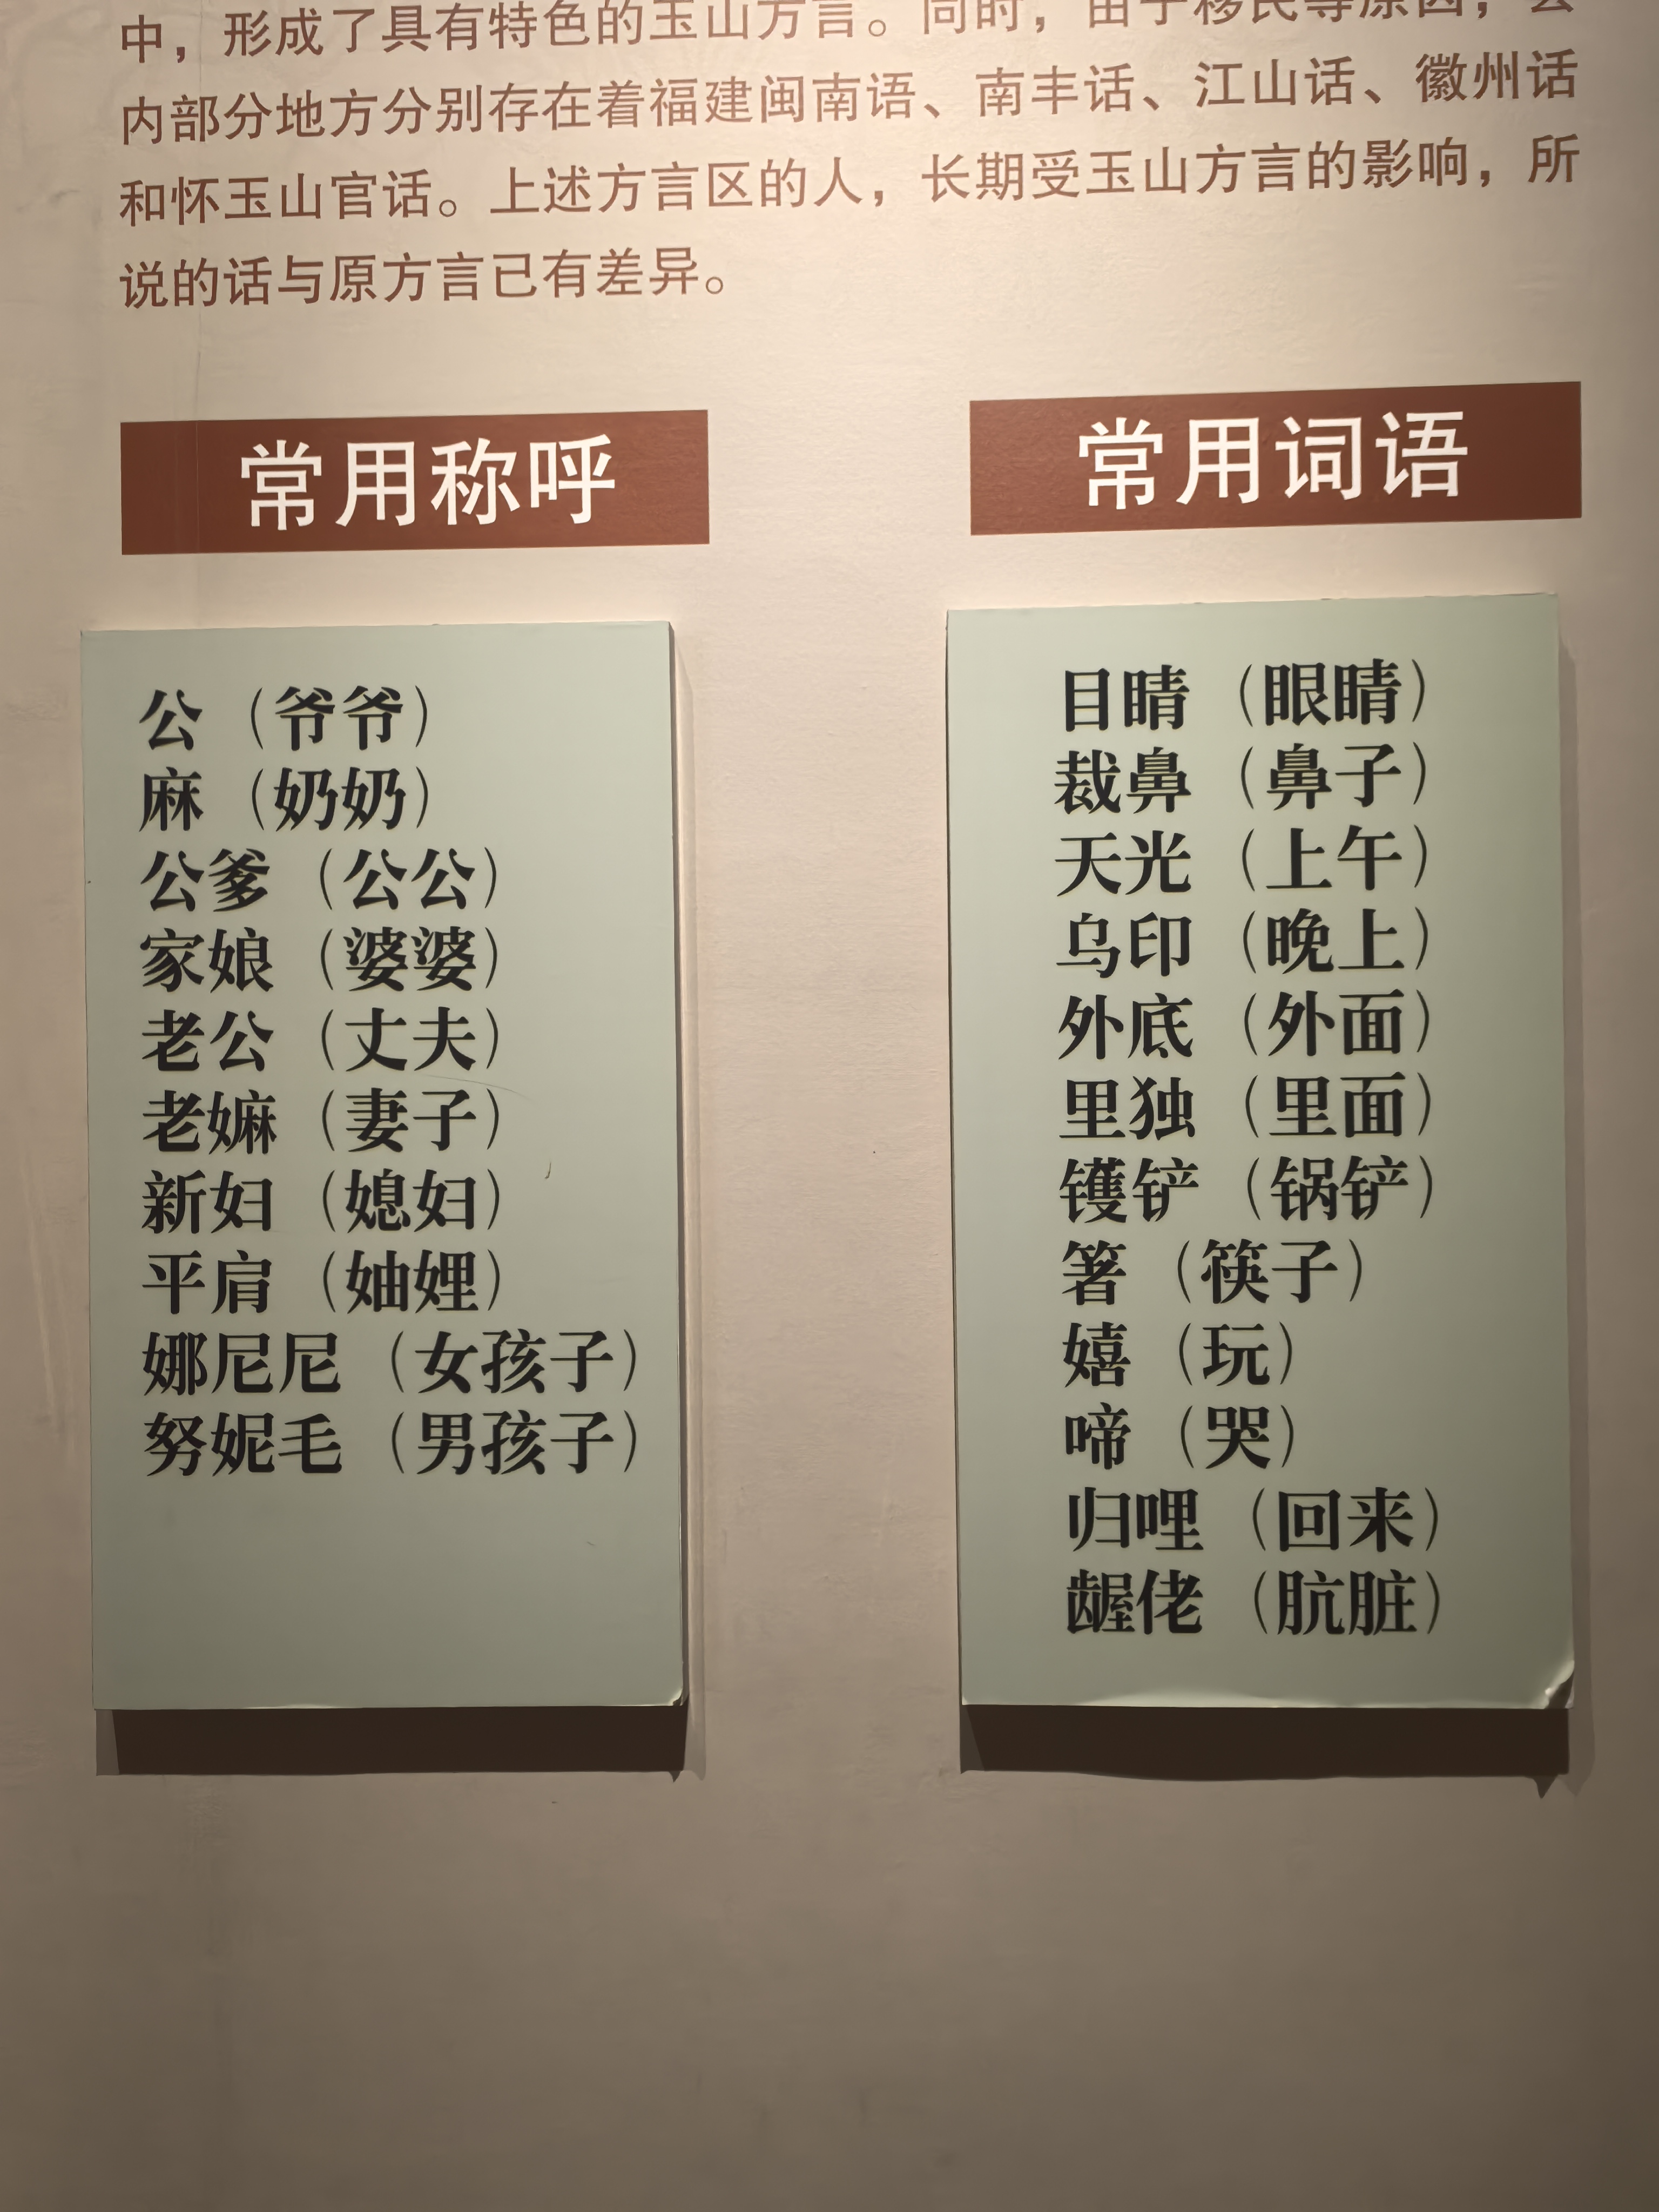 中，形成了具有特色的玉山方言。同时，由于移民等原因，县
内部分地方分别存在着福建闽南语、南丰话、江山话、徽州话
和怀玉山官话。上述方言区的人，长期受玉山方言的影响，所
说的话与原方言已有差异。
常用称呼
公（爷爷）
麻（奶奶）
公爹（公公）
家娘（婆婆）
老公（丈夫）
老嫲（妻子）
新妇（媳妇）
平肩（妯娌）
娜尼尼（女孩子）
努妮毛（男孩子）
常用词语
目睛（眼睛）
裁鼻（鼻子）
天光（上午）
乌印（晚上）
外底（外面）
里独（里面）
镬铲（锅铲）
箸（筷子）
嬉（玩）
啼（哭）
归哩（回来）
龌佬（肮脏）